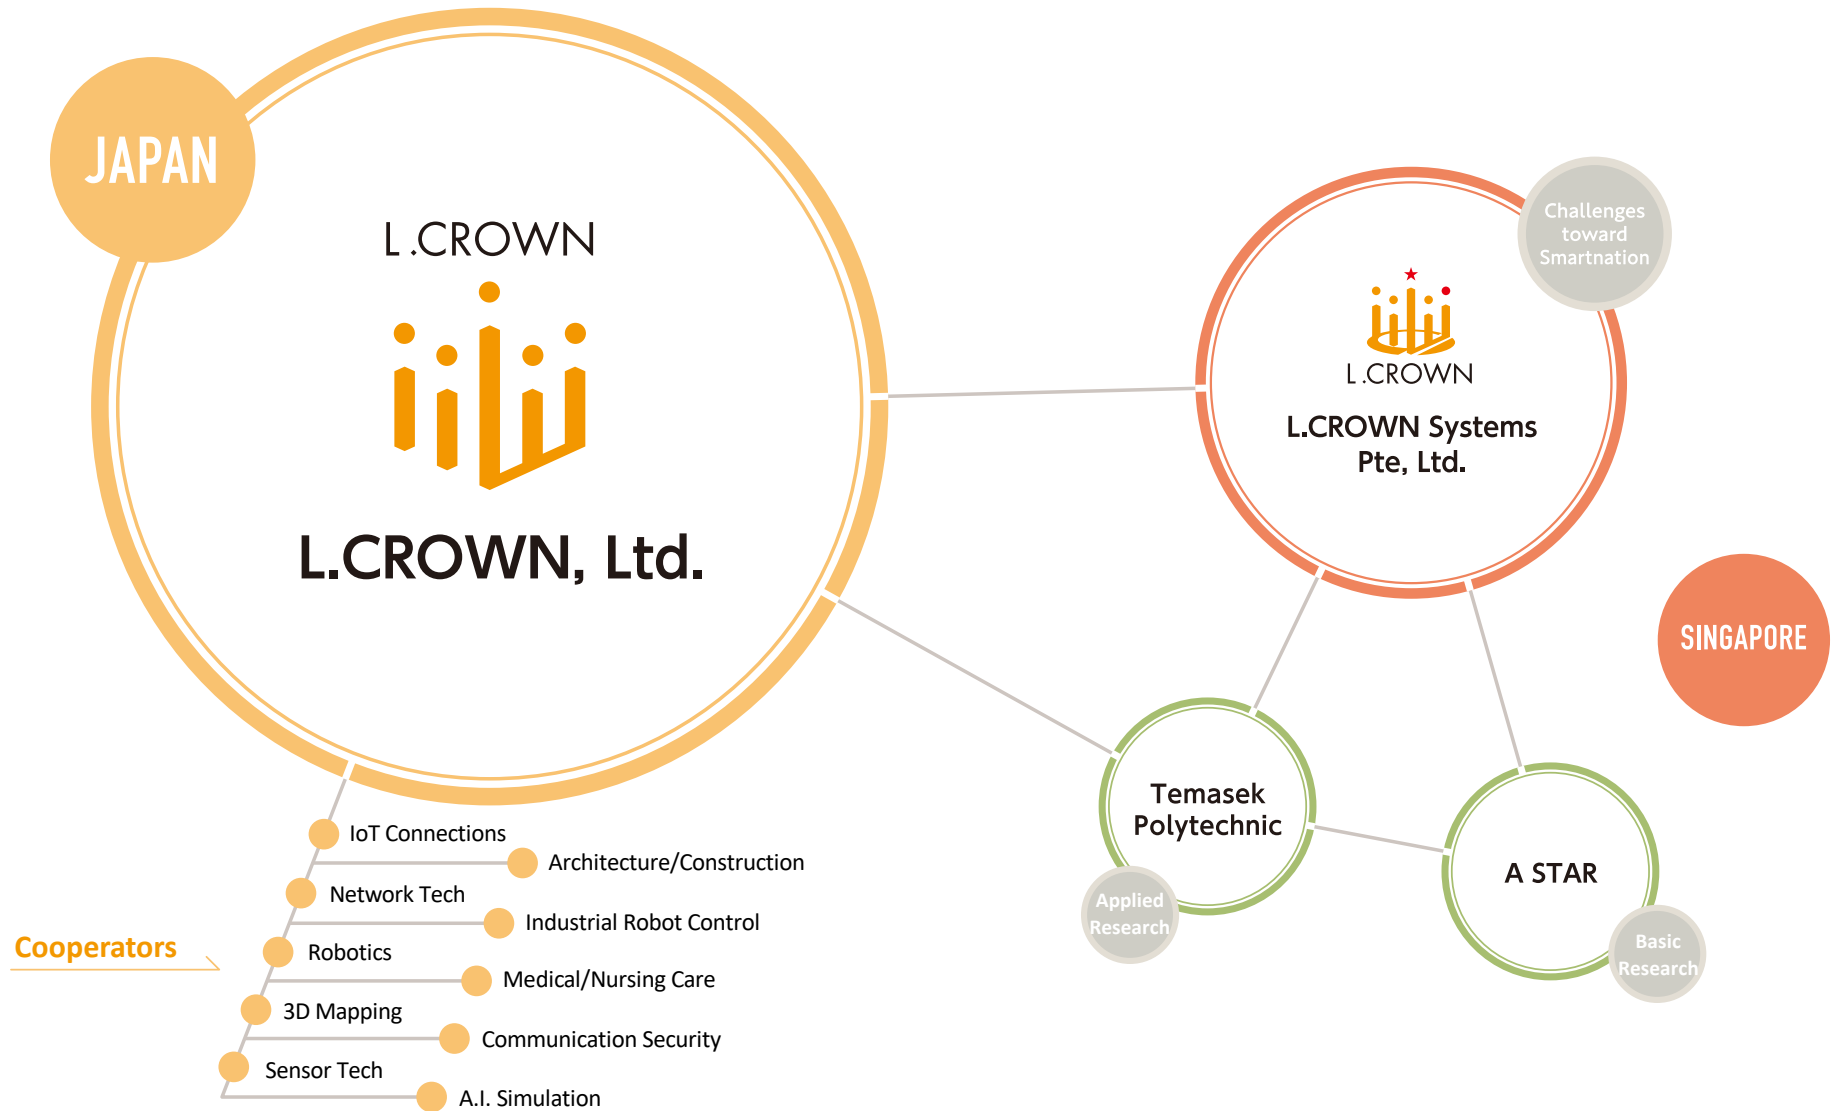 JAPAN
L.CROWN
L.CROWN, Ltd.
Challenges
toward
Smartnation
L.CROWN
L.CROWN Systems
Pte, Ltd.
SINGAPORE
Temasek
Polytechnic
Applied
Research
A STAR
Basic
Research
Cooperators
IoT Connections
Architecture/Construction
Network Tech
Industrial Robot Control
Robotics
Medical/Nursing Care
3D Mapping
Communication Security
Sensor Tech
A.I. Simulation